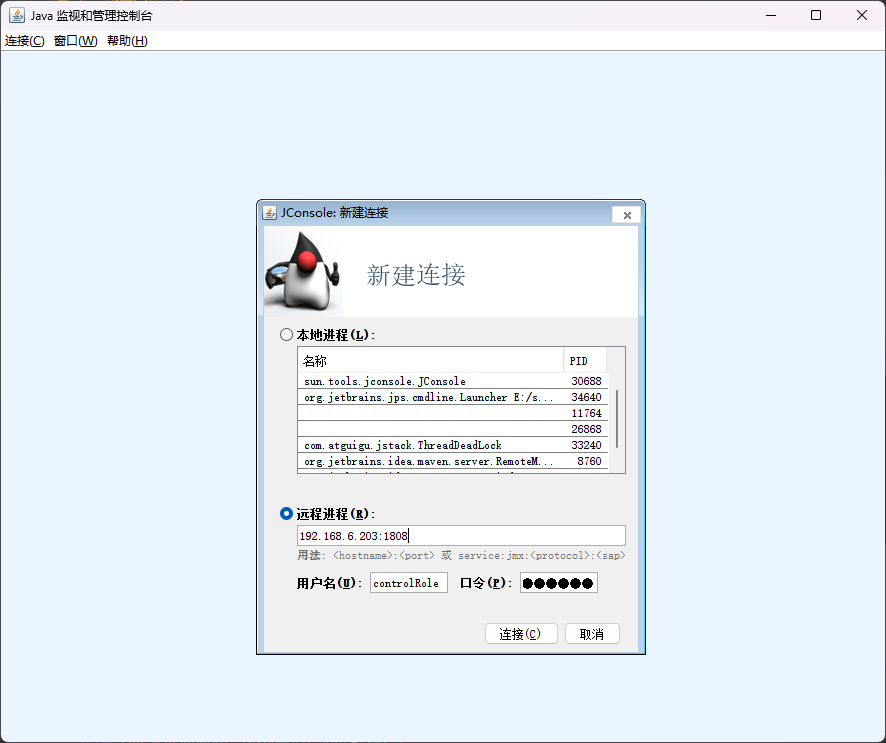 Java 监视和管理控制台
连接(C) 窗口(W) 帮助(H)
JConsole: 新建连接
新建连接
本地进程(L):
名称 PID
sun.tools.jconsole.JConsole 30688
org.jetbrains.jps.cmdline.Launcher E:/s... 34640
11764
26868
com.atguigu.jstack.ThreadDeadLock 33240
org.jetbrains.idea.maven.server.RemoteM... 8760
远程进程(R):
192.168.6.203:1808
用法: <hostname>:<port> 或 service:jmx:<protocol>:<sap>
用户名(U): controlRole 口令(P): ●●●●●●
连接(C) 取消